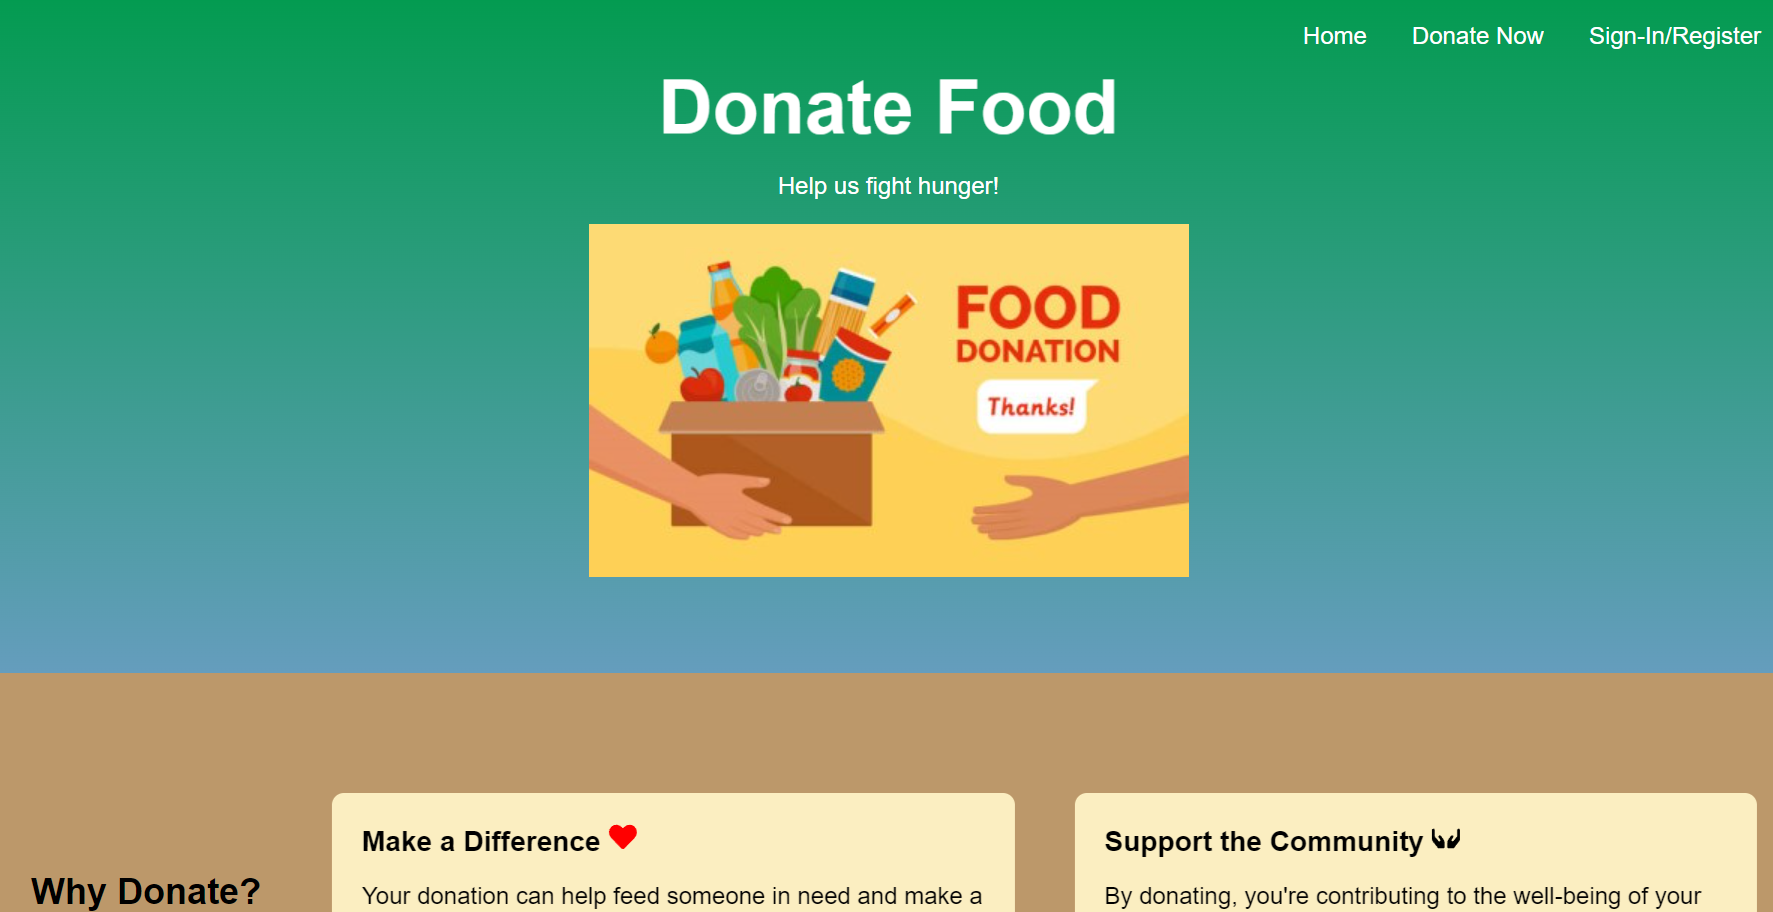 Home Donate Now Sign-In/Register
Donate Food
Help us fight hunger!
FOOD
DONATION
Thanks!
Why Donate?
Make a Difference
Your donation can help feed someone in need and make a
Support the Community
By donating, you're contributing to the well-being of your